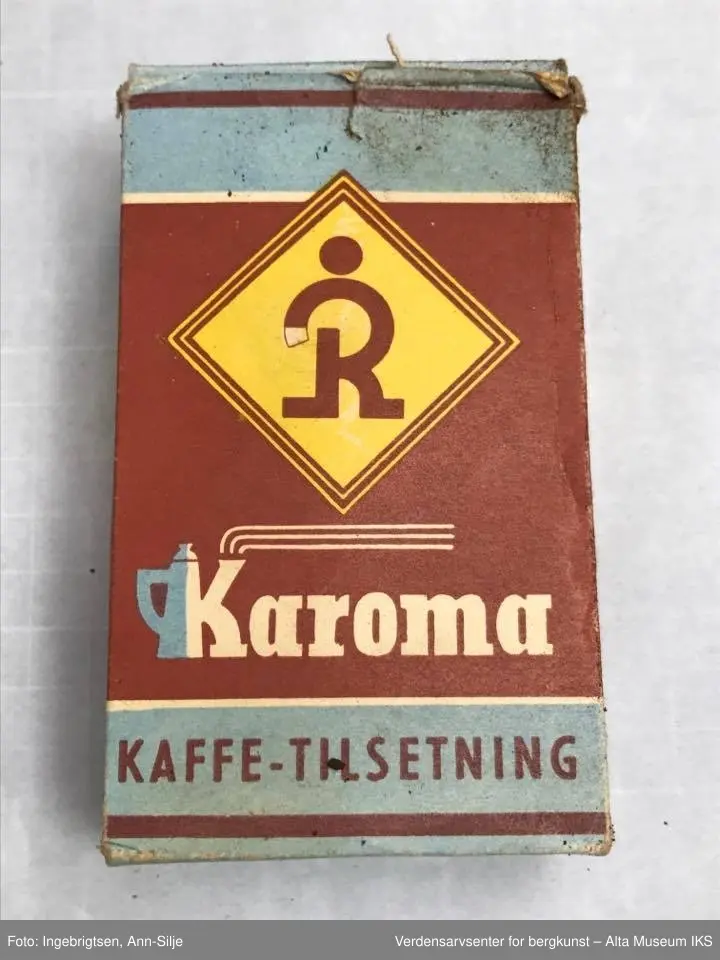 Karoma
KAFFE-TILSETNING
Foto: Ingebrigtsen, Ann-Silje
Verdensarvsenter for bergkunst – Alta Museum IKS